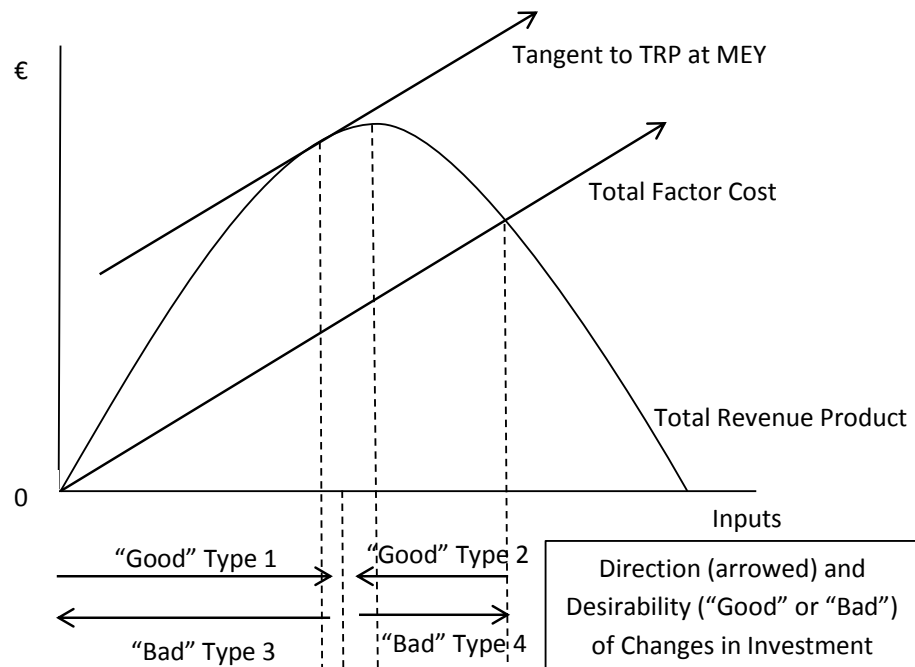 Tangent to TRP at MEY
€
Total Factor Cost
Total Revenue Product
0
Inputs
“Good” Type 1
“Good” Type 2
“Bad” Type 3
“Bad” Type 4
Direction (arrowed) and
Desirability (“Good” or “Bad”)
of Changes in Investment